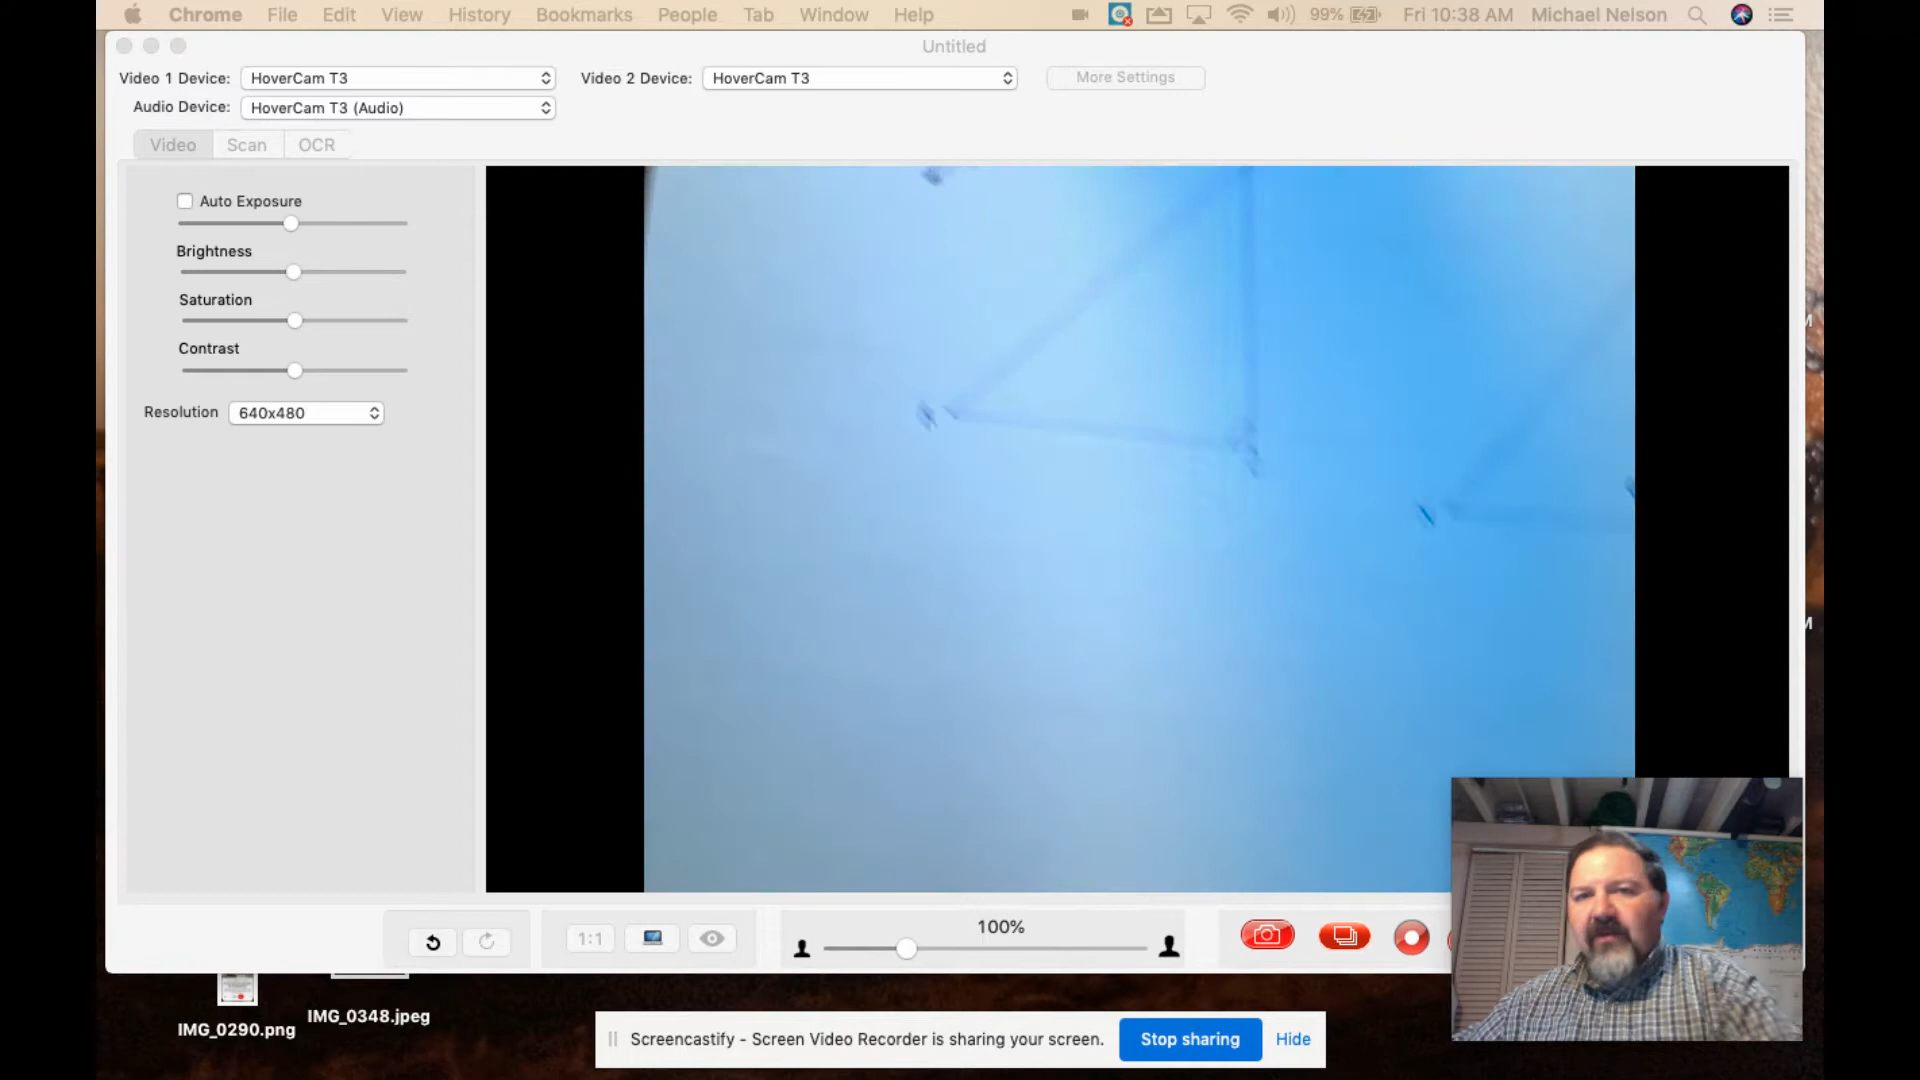 Chrome File Edit View History Bookmarks People Tab Window Help 99% Fri 10:38 AM Michael Nelson
Untitled
Video 1 Device: HoverCam T3 Video 2 Device: HoverCam T3 More Settings
Audio Device: HoverCam T3 (Audio)
Video Scan OCR
Auto Exposure
Brightness
Saturation
Contrast
Resolution 640x480
1:1
100%
IMG_0290.png
IMG_0348.jpeg
Screencastify - Screen Video Recorder is sharing your screen. Stop sharing Hide